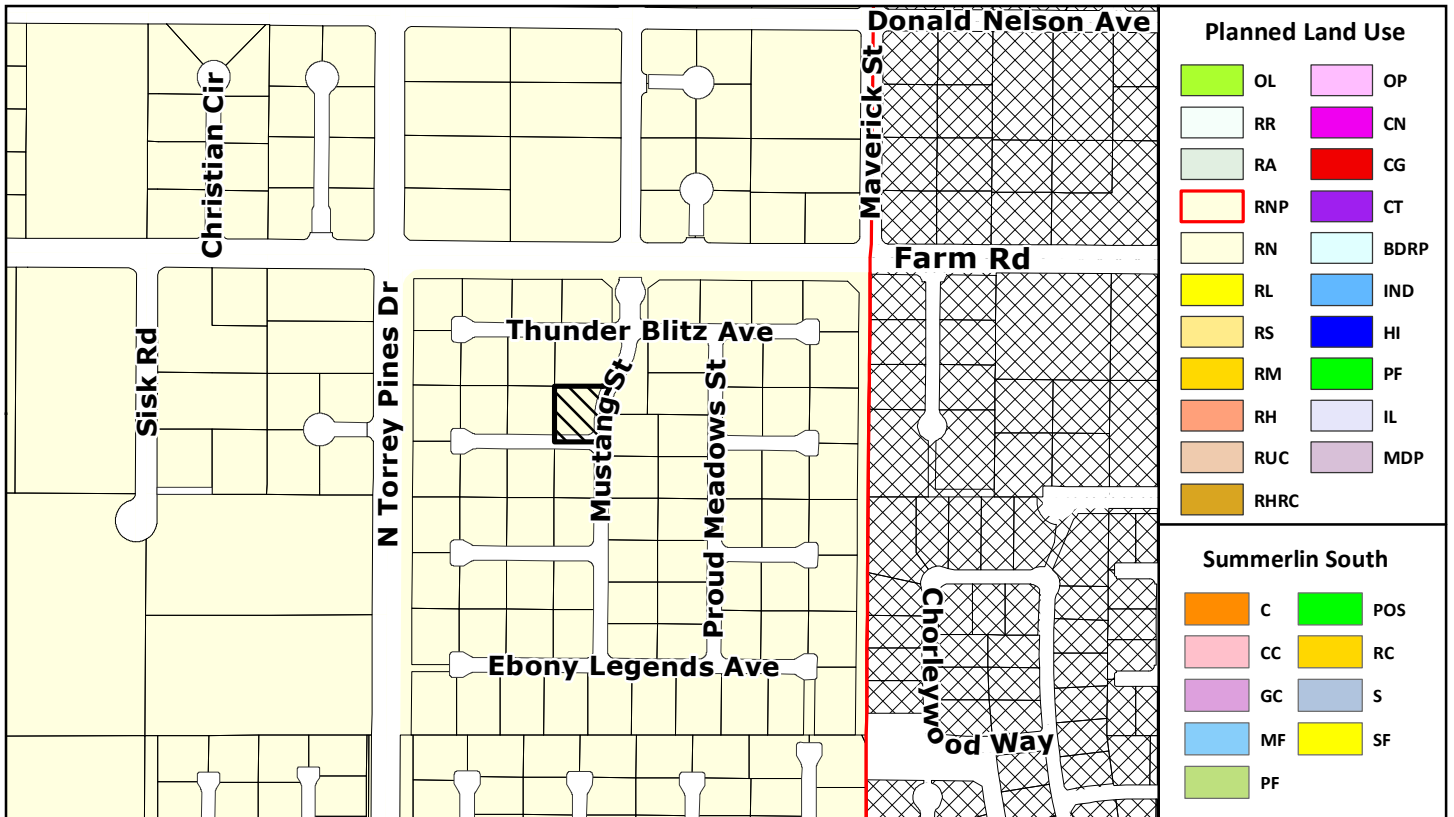 Donald Nelson Ave
Maverick St
Christian Cir
Farm Rd
N Torrey Pines Dr
Sisk Rd
Thunder Blitz Ave
Mustang St
Proud Meadows St
Ebony Legends Ave
Chorleywood Way
Planned Land Use
OL
OP
RR
CN
RA
CG
RNP
CT
RN
BDRP
RL
IND
RS
HI
RM
PF
RH
IL
RUC
MDP
RHRC
Summerlin South
C
POS
CC
RC
GC
S
MF
SF
PF